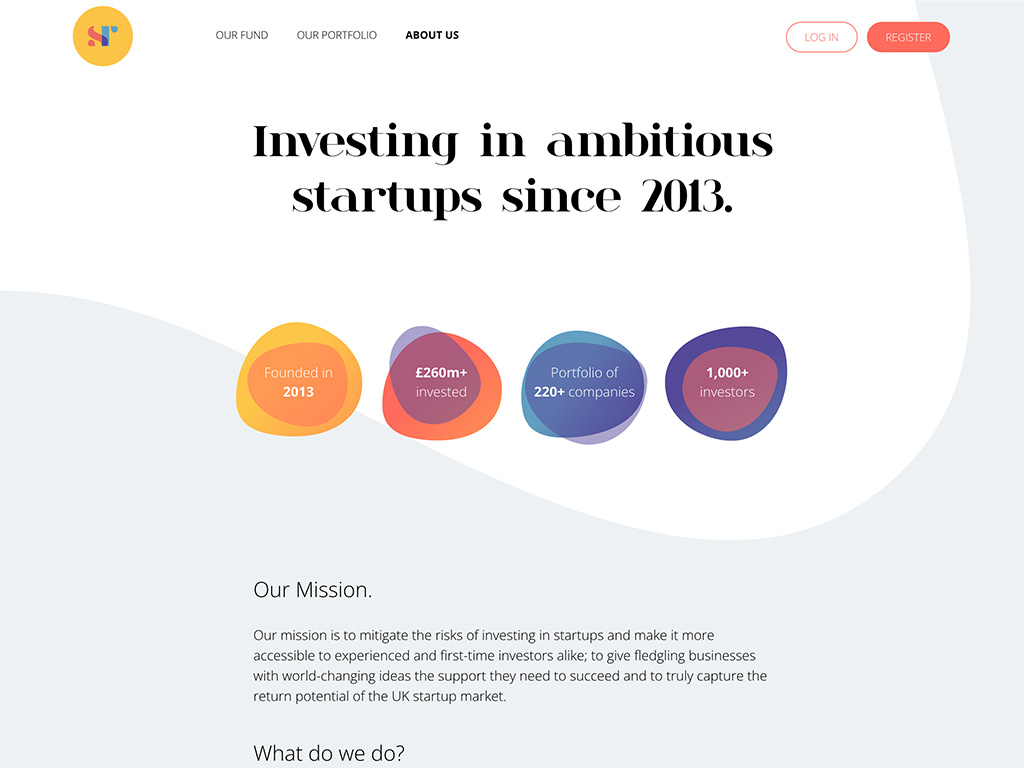 sr
OUR FUND
OUR PORTFOLIO
ABOUT US
LOG IN
REGISTER
Investing in ambitious
startups since 2013.
Founded in
2013
£260m+
invested
Portfolio of
220+ companies
1,000+
investors
Our Mission.
Our mission is to mitigate the risks of investing in startups and make it more
accessible to experienced and first-time investors alike; to give fledgling businesses
with world-changing ideas the support they need to succeed and to truly capture the
return potential of the UK startup market.
What do we do?